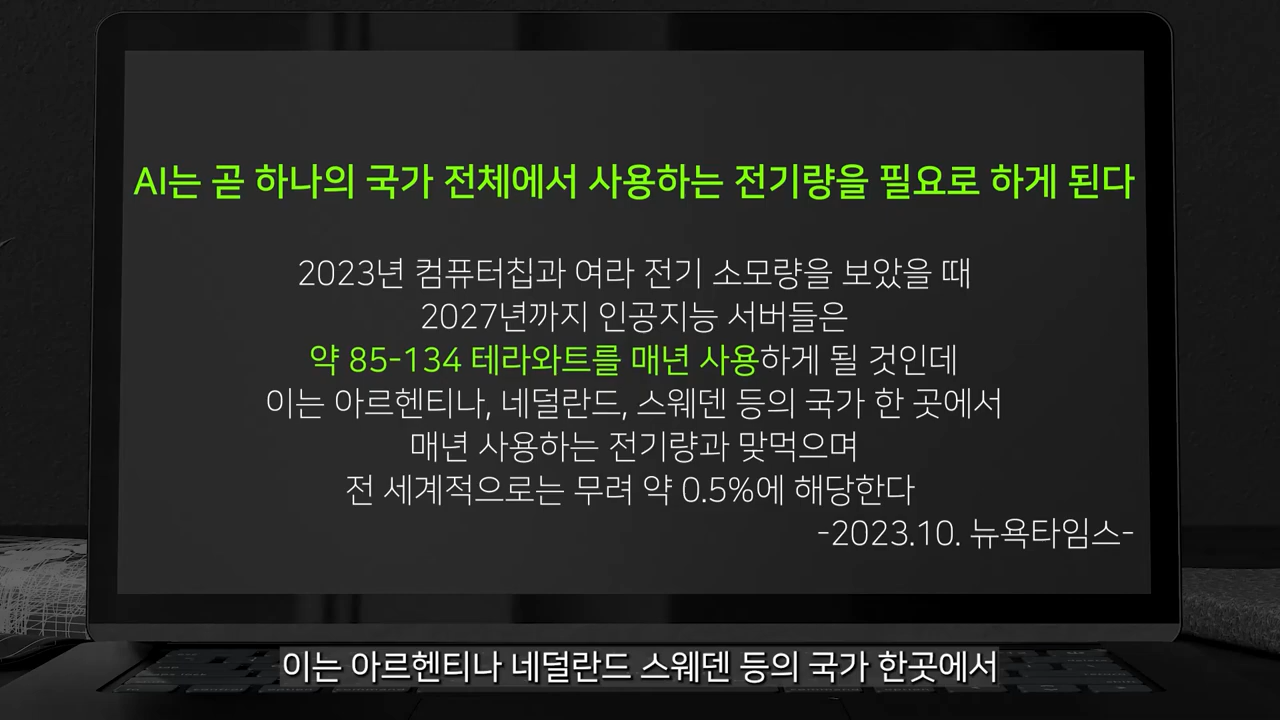 AI는 곧 하나의 국가 전체에서 사용하는 전기량을 필요로 하게 된다
2023년 컴퓨터칩과 여라 전기 소모량을 보았을 때
2027년까지 인공지능 서버들은
약 85-134 테라와트를 매년 사용하게 될 것인데
이는 아르헨티나, 네덜란드, 스웨덴 등의 국가 한 곳에서
매년 사용하는 전기량과 맞먹으며
전 세계적으로는 무려 약 0.5%에 해당한다
-2023.10. 뉴욕타임스-
이는 아르헨티나 네덜란드 스웨덴 등의 국가 한곳에서